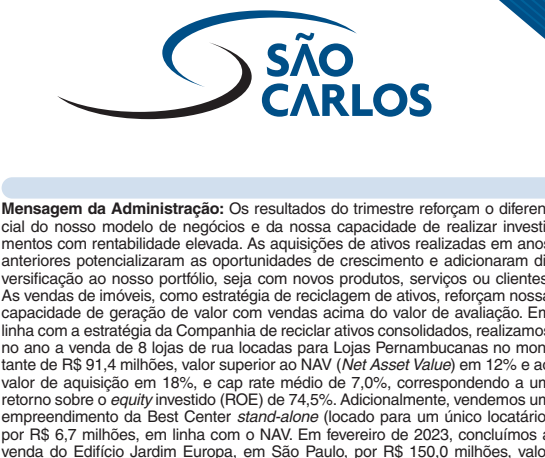 SÃO
CARLOS
Mensagem da Administração: Os resultados do trimestre reforçam o diferen
cial do nosso modelo de negócios e da nossa capacidade de realizar investi
mentos com rentabilidade elevada. As aquisições de ativos realizadas em anos
anteriores potencializaram as oportunidades de crescimento e adicionaram di
versificação ao nosso portfólio, seja com novos produtos, serviços ou clientes
As vendas de imóveis, como estratégia de reciclagem de ativos, reforçam nossa
capacidade de geração de valor com vendas acima do valor de avaliação. Em
linha com a estratégia da Companhia de reciclar ativos consolidados, realizamos
no ano a venda de 8 lojas de rua locadas para Lojas Pernambucanas no mon
tante de R$ 91,4 milhões, valor superior ao NAV (Net Asset Value) em 12% e ao
valor de aquisição em 18%, e cap rate médio de 7,0%, correspondendo a um
retorno sobre o equity investido (ROE) de 74,5%. Adicionalmente, vendemos um
empreendimento da Best Center stand-alone (locado para um único locatário
por R$ 6,7 milhões, em linha com o NAV. Em fevereiro de 2023, concluímos a
venda do Edifício Jardim Europa, em São Paulo, por R$ 150,0 milhões, valo